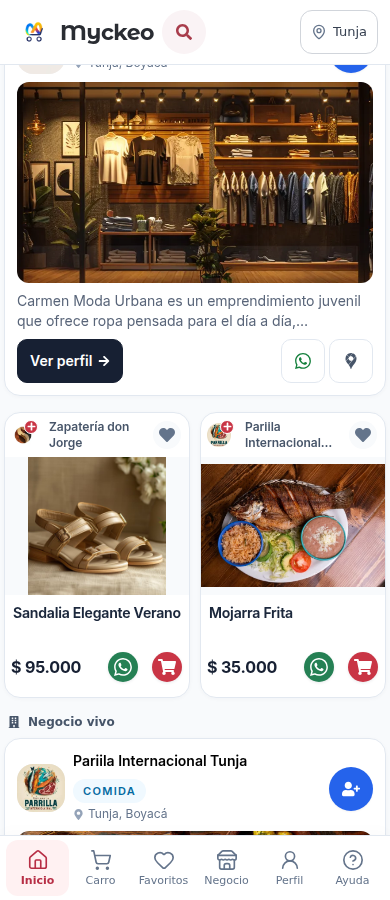 Myckeo
Tunja
Tunja, Boyacá
Carmen Moda Urbana es un emprendimiento juvenil
que ofrece ropa pensada para el día a día,...
Ver perfil →
Zapatería don
Jorge
Pariila
Internacional...
Sandalia Elegante Verano
Mojarra Frita
$ 95.000
$ 35.000
Negocio vivo
Pariila Internacional Tunja
COMIDA
Tunja, Boyacá
PARRILLA
Inicio
Carro
Favoritos
Negocio
Perfil
Ayuda